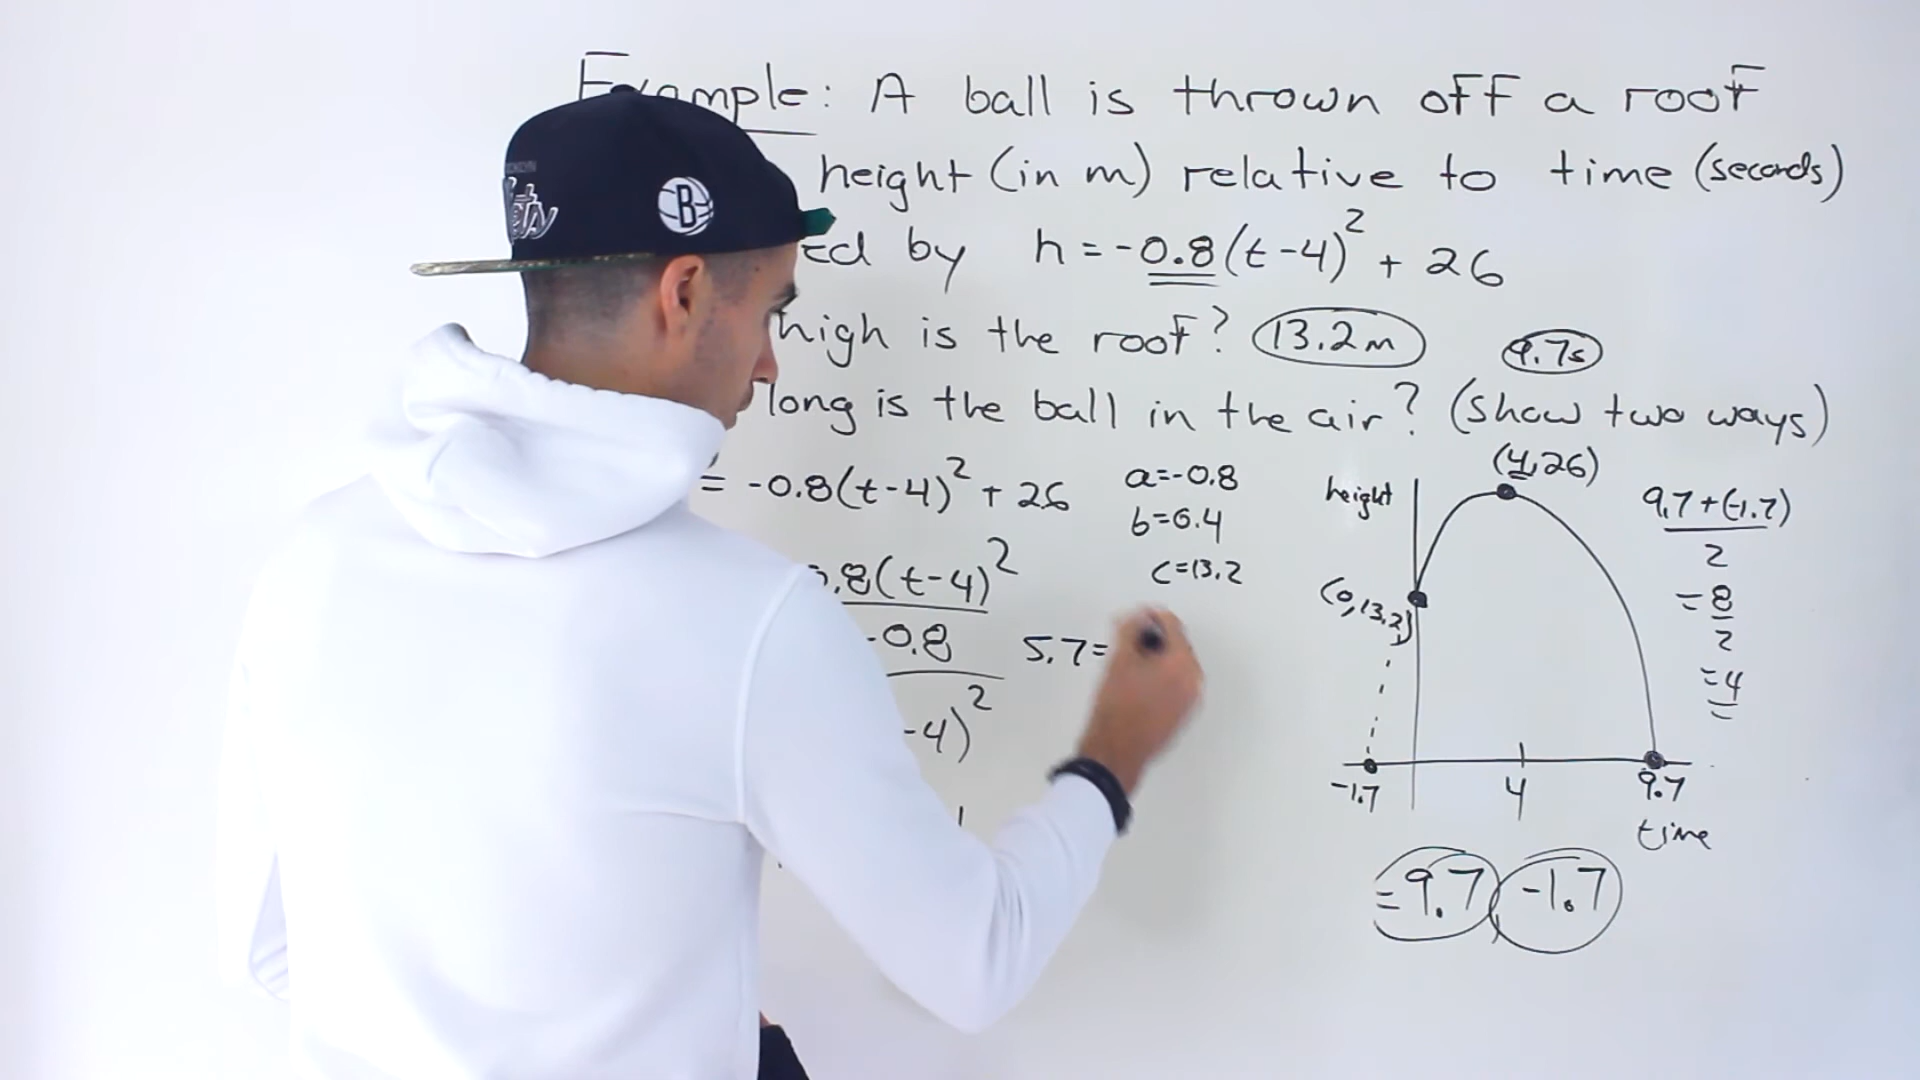 Example: A ball is thrown off a roof
height (in m) relative to time (seconds)
by h = -0.8(t-4)² + 26
high is the roof? 13.2m
9.7s
long is the ball in the air? (show two ways)
= -0.8(t-4)² + 26
.8(t-4)²
-0.8
-4)²
5.7=
a=-0.8
b=6.4
c=13.2
height
(4,26)
(0,13.2)
-1.7
4
9.7
time
9.7+(-1.7)
2
=8
2
=4
=9.7, -1.7
ets
B